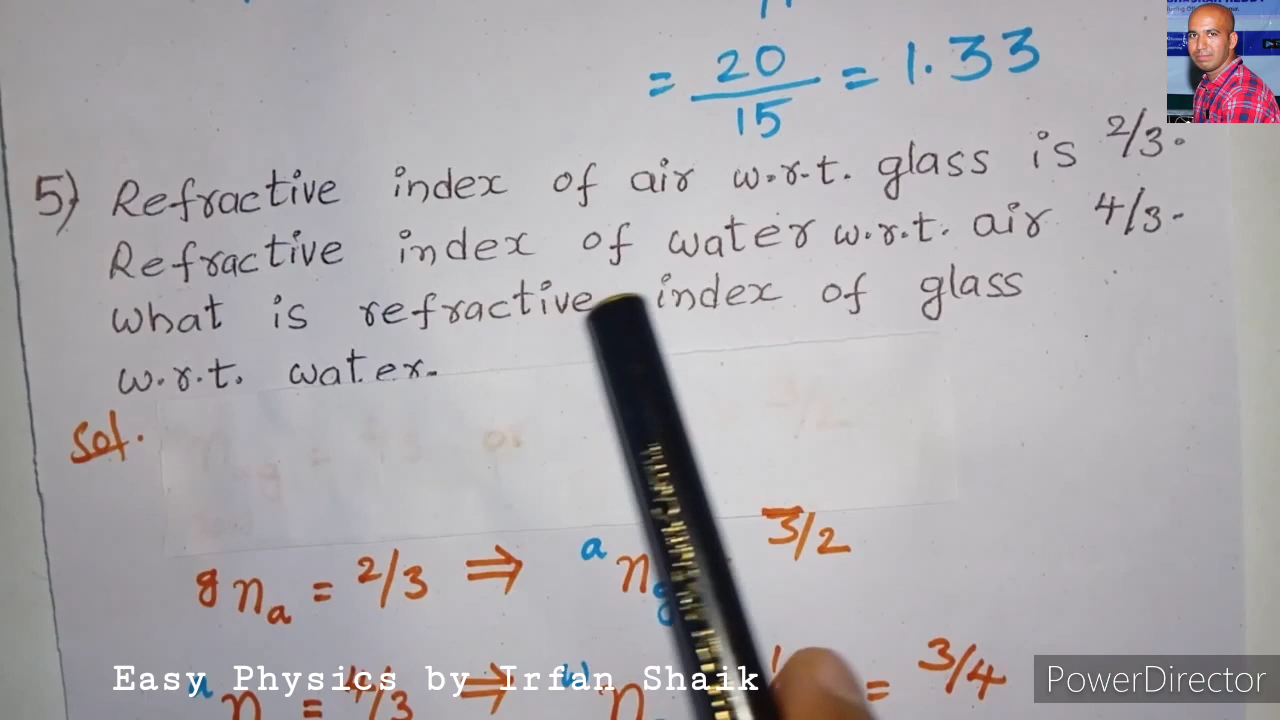 = 20/15 = 1.33
5) Refractive index of air w.r.t. glass is 2/3.
Refractive index of water w.r.t. air 4/3.
What is refractive index of glass
w.r.t. water.
Sol.
g n a = 2/3 ⇒ a n g 3/2
n = 4/3 ⇒ w n = 3/4
Easy Physics by Irfan Shaik
PowerDirector